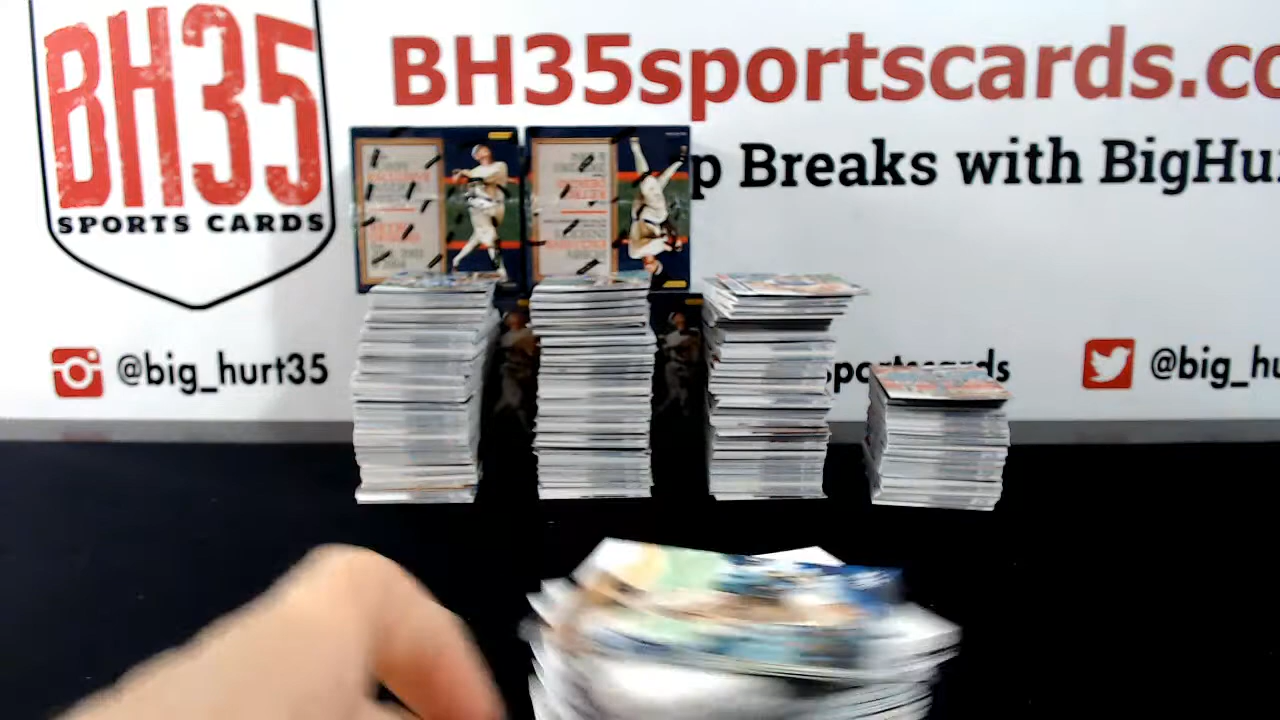 BH35
SPORTS CARDS
BH35sportscards.co
p Breaks with BigHu
@big_hurt35
sportscards
@big_hu